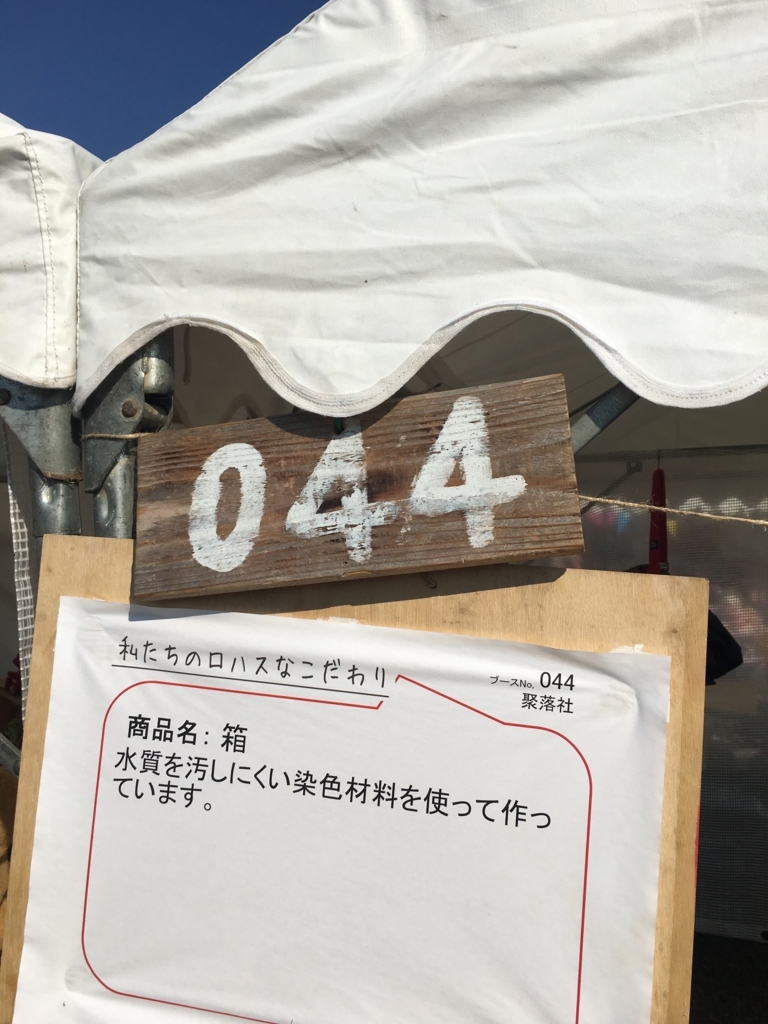 044
私たちのロハスなこだわり
ブースNo. 044
聚落社
商品名: 箱
水質を汚しにくい染色材料を使って作っ
ています。